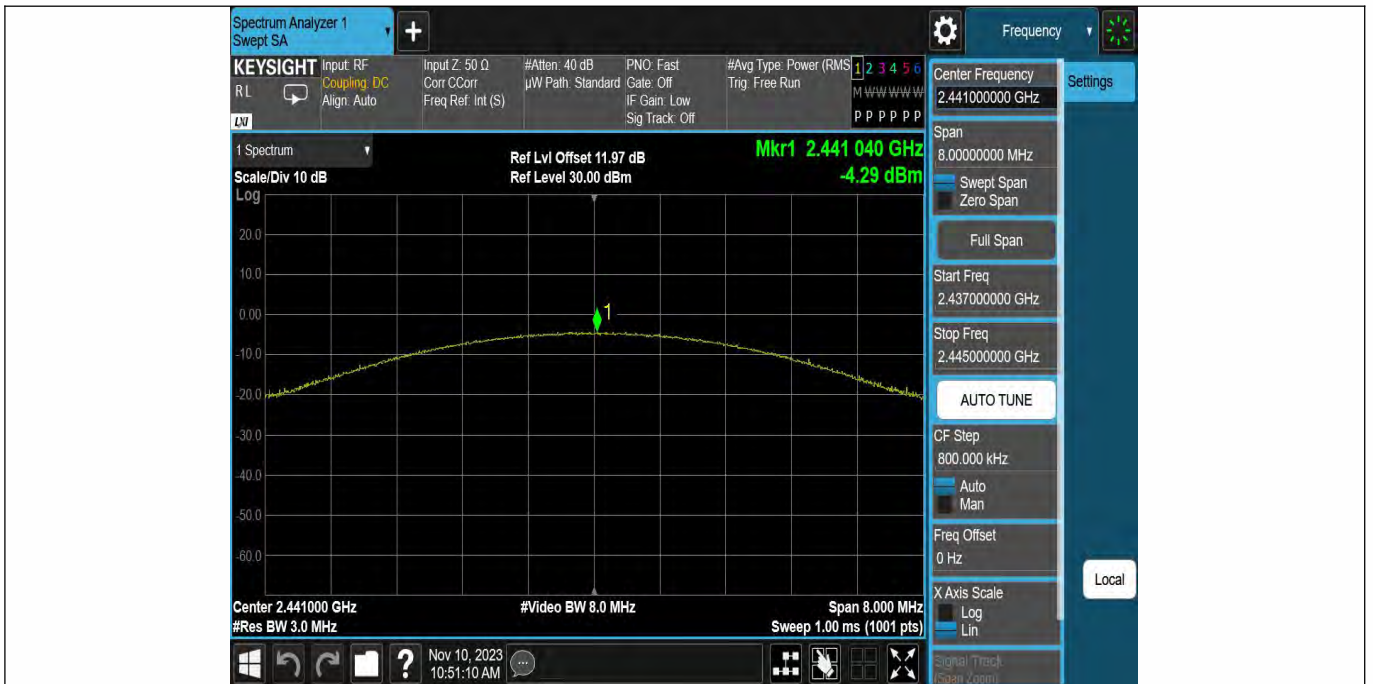 Spectrum Analyzer 1
Swept SA
+
Frequency
KEYSIGHT
RL
LXI
Input: RF
Coupling: DC
Align: Auto
Input Z: 50 Ω
Corr CCorr
Freq Ref: Int (S)
#Atten: 40 dB
µW Path: Standard
PNO: Fast
Gate: Off
IF Gain: Low
Sig Track: Off
#Avg Type: Power (RMS
Trig: Free Run
1 2 3 4 5 6
M W W W W W
P P P P P P
1 Spectrum
Scale/Div 10 dB
Log
Ref Lvl Offset 11.97 dB
Ref Level 30.00 dBm
Mkr1 2.441 040 GHz
-4.29 dBm
20.0
10.0
0.00
-10.0
-20.0
-30.0
-40.0
-50.0
-60.0
1
Center 2.441000 GHz
#Res BW 3.0 MHz
#Video BW 8.0 MHz
Span 8.000 MHz
Sweep 1.00 ms (1001 pts)
Center Frequency
2.441000000 GHz
Settings
Span
8.00000000 MHz
Swept Span
Zero Span
Full Span
Start Freq
2.437000000 GHz
Stop Freq
2.445000000 GHz
AUTO TUNE
CF Step
800.000 kHz
Auto
Man
Freq Offset
0 Hz
X Axis Scale
Log
Lin
Signal Track
(Span Zoom)
Local
?
Nov 10, 2023
10:51:10 AM